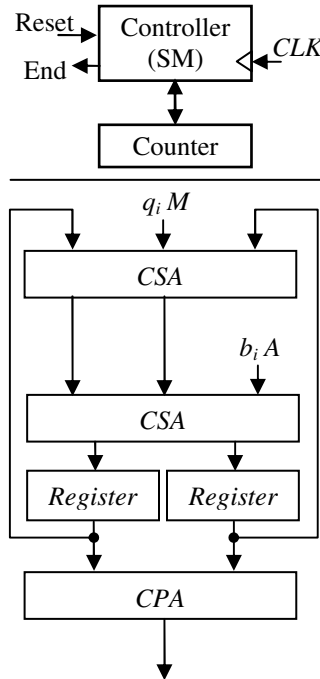 Reset
End
Controller
(SM)
CLK
Counter
q_i M
CSA
b_i A
CSA
Register Register
CPA